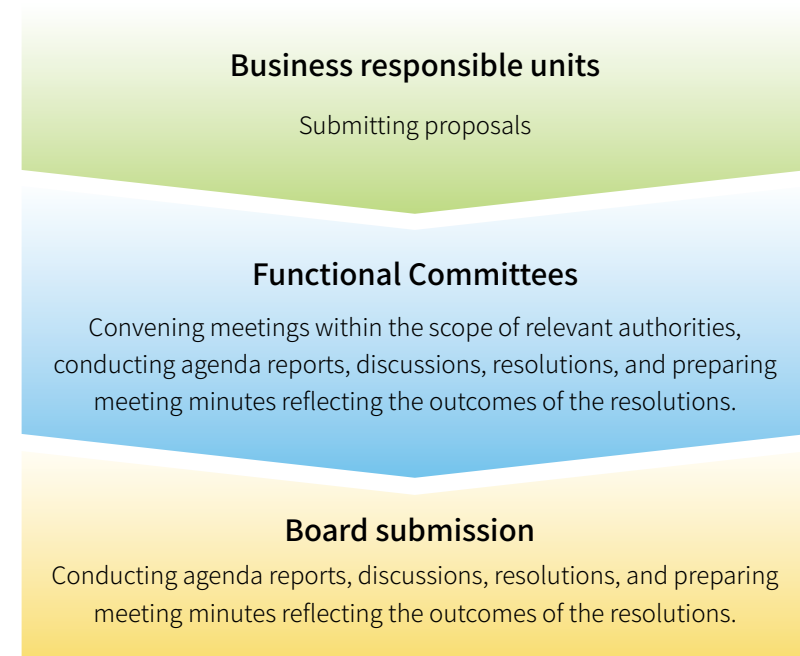 Business responsible units
Submitting proposals
Functional Committees
Convening meetings within the scope of relevant authorities,
conducting agenda reports, discussions, resolutions, and preparing
meeting minutes reflecting the outcomes of the resolutions.
Board submission
Conducting agenda reports, discussions, resolutions, and preparing
meeting minutes reflecting the outcomes of the resolutions.